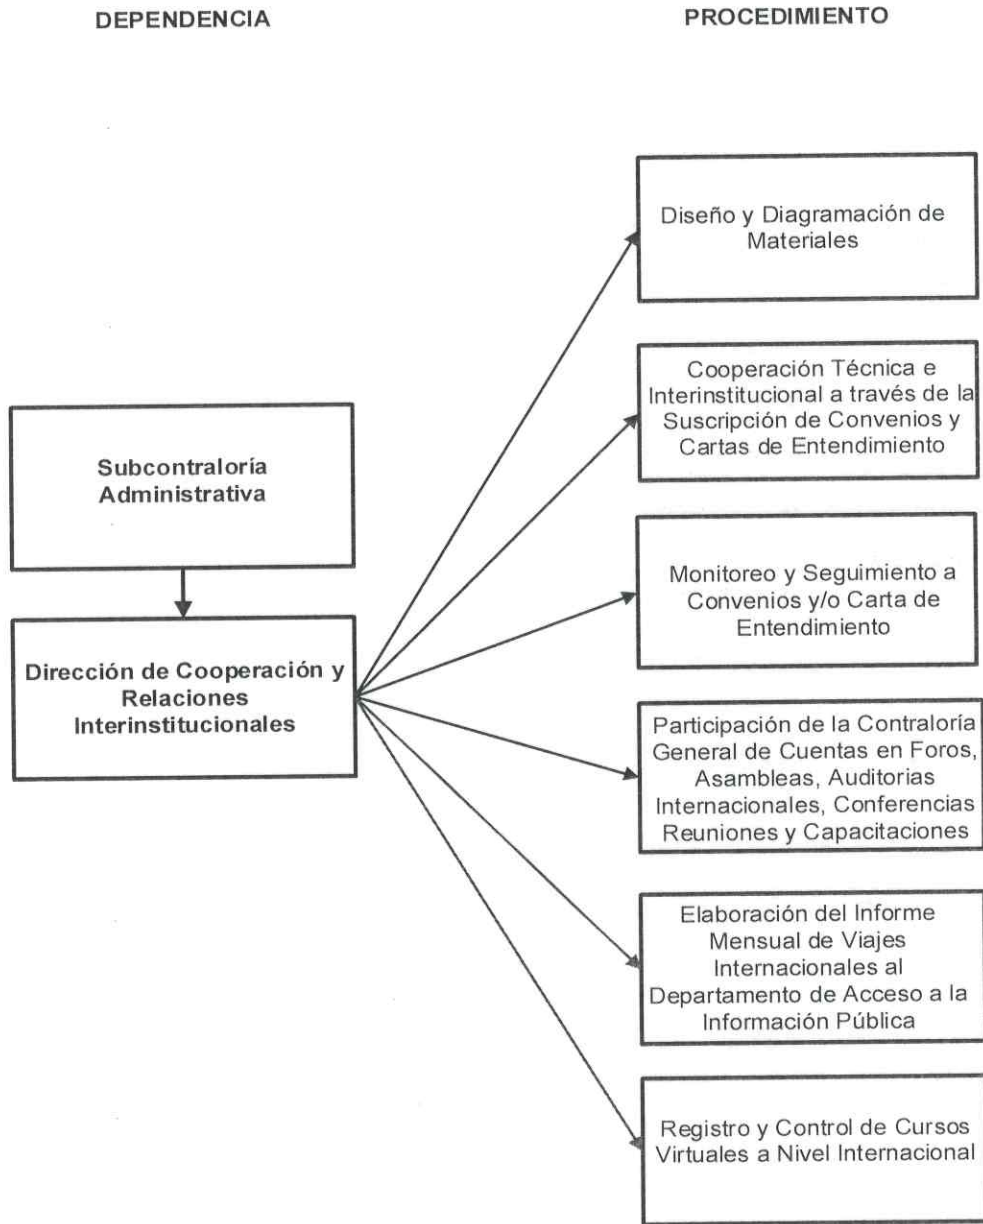 DEPENDENCIA
PROCEDIMIENTO
Diseño y Diagramación de
Materiales
Cooperación Técnica e
Interinstitucional a través de la
Suscripción de Convenios y
Cartas de Entendimiento
Subcontraloría
Administrativa
Monitoreo y Seguimiento a
Convenios y/o Carta de
Entendimiento
Dirección de Cooperación y
Relaciones
Interinstitucionales
Participación de la Contraloría
General de Cuentas en Foros,
Asambleas, Auditorias
Internacionales, Conferencias
Reuniones y Capacitaciones
Elaboración del Informe
Mensual de Viajes
Internacionales al
Departamento de Acceso a la
Información Pública
Registro y Control de Cursos
Virtuales a Nivel Internacional